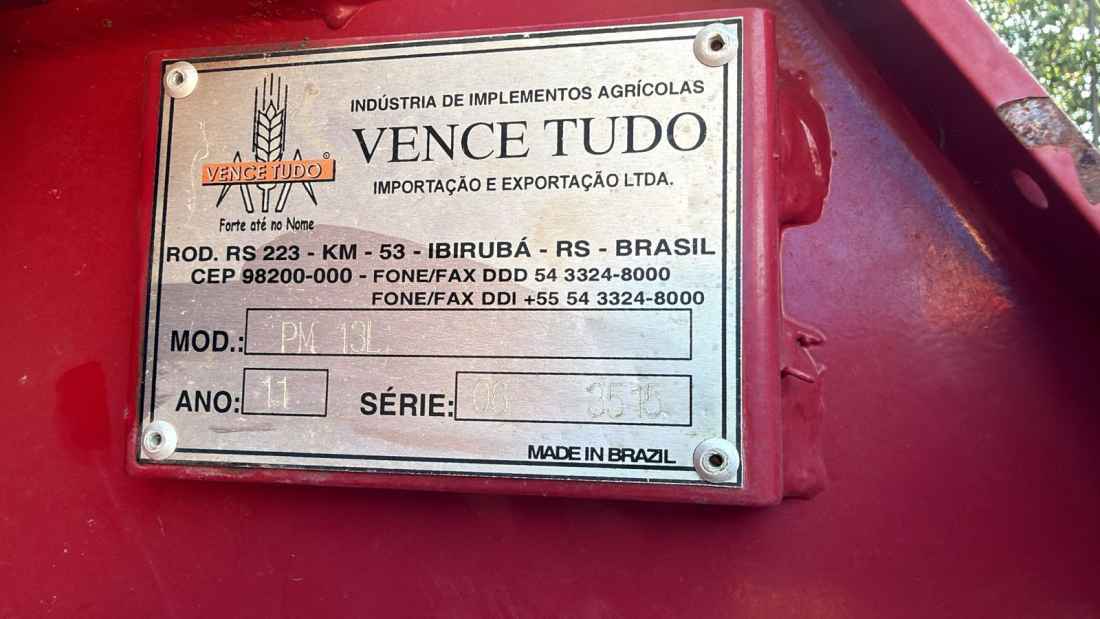 INDÚSTRIA DE IMPLEMENTOS AGRÍCOLAS
VENCE TUDO
IMPORTAÇÃO E EXPORTAÇÃO LTDA.
VENCE TUDO ®
Forte até no Nome
ROD. RS 223 - KM - 53 - IBIRUBÁ - RS - BRASIL
CEP 98200-000 - FONE/FAX DDD 54 3324-8000
FONE/FAX DDI +55 54 3324-8000
MOD.: PM 13L
ANO: 11 SÉRIE: 06 3515
MADE IN BRAZIL